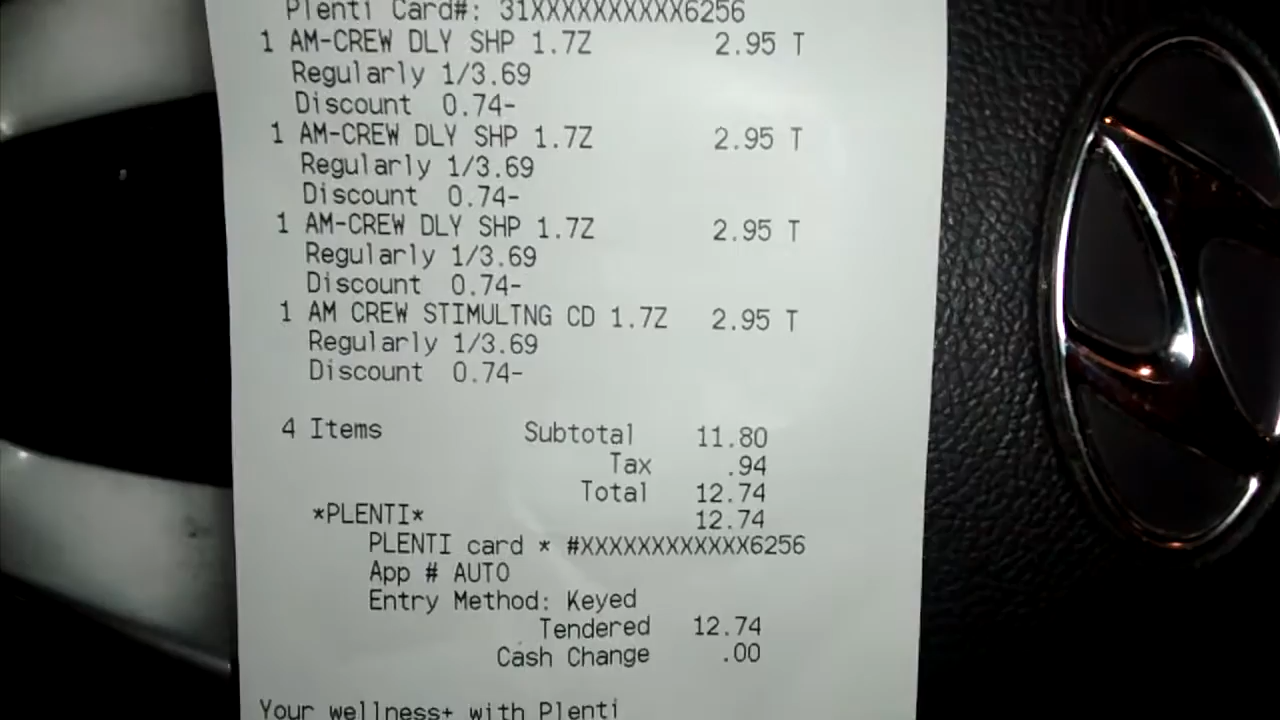 Plenti Card#: 31XXXXXXXXXX6256
1 AM-CREW DLY SHP 1.7Z 2.95 T
Regularly 1/3.69
Discount 0.74-
1 AM-CREW DLY SHP 1.7Z 2.95 T
Regularly 1/3.69
Discount 0.74-
1 AM-CREW DLY SHP 1.7Z 2.95 T
Regularly 1/3.69
Discount 0.74-
1 AM CREW STIMULTNG CD 1.7Z 2.95 T
Regularly 1/3.69
Discount 0.74-
4 Items Subtotal 11.80
Tax .94
Total 12.74
*PLENTI* 12.74
PLENTI card * #XXXXXXXXXXXX6256
App # AUTO
Entry Method: Keyed
Tendered 12.74
Cash Change .00
Your wellness+ with Plenti